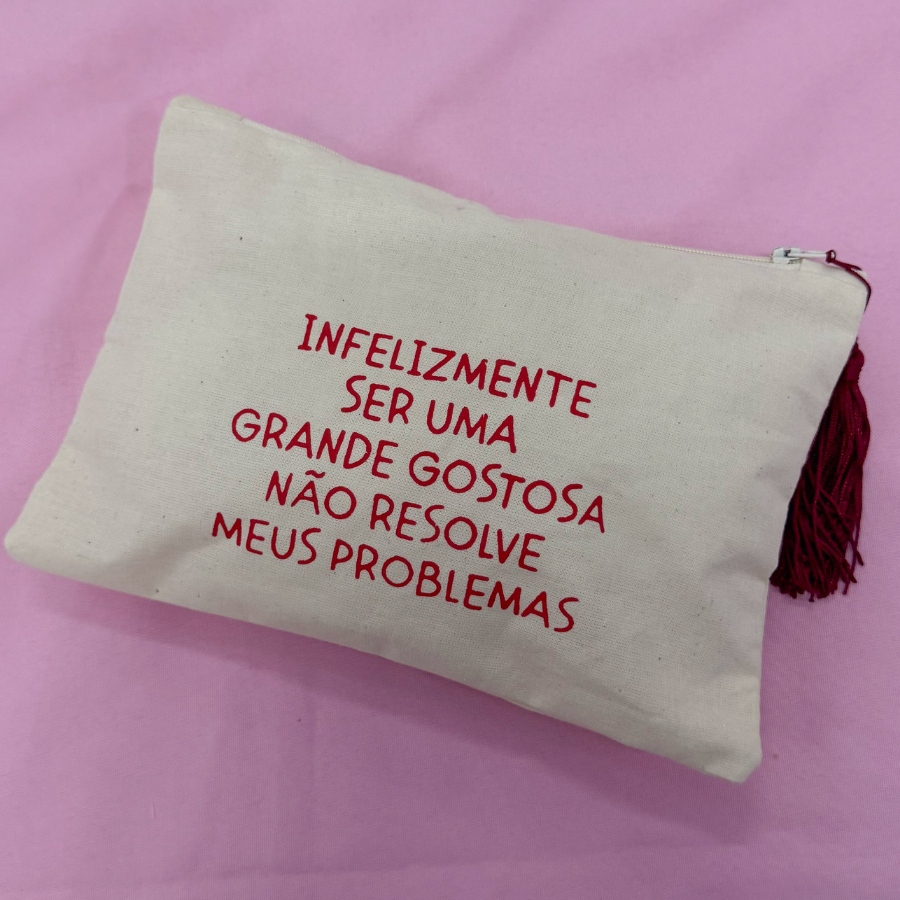 INFELIZMENTE
SER UMA
GRANDE GOSTOSA
NÃO RESOLVE
MEUS PROBLEMAS